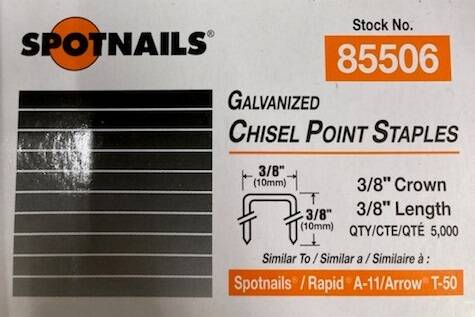 SPOTNAILS®
Stock No.
85506
GALVANIZED
CHISEL POINT STAPLES
3/8"
(10mm)
3/8"
(10mm)
3/8" Crown
3/8" Length
QTY/CTE/QTÉ 5,000
Similar To / Similar a / Similaire à :
Spotnails® / Rapid® A-11/Arrow® T-50